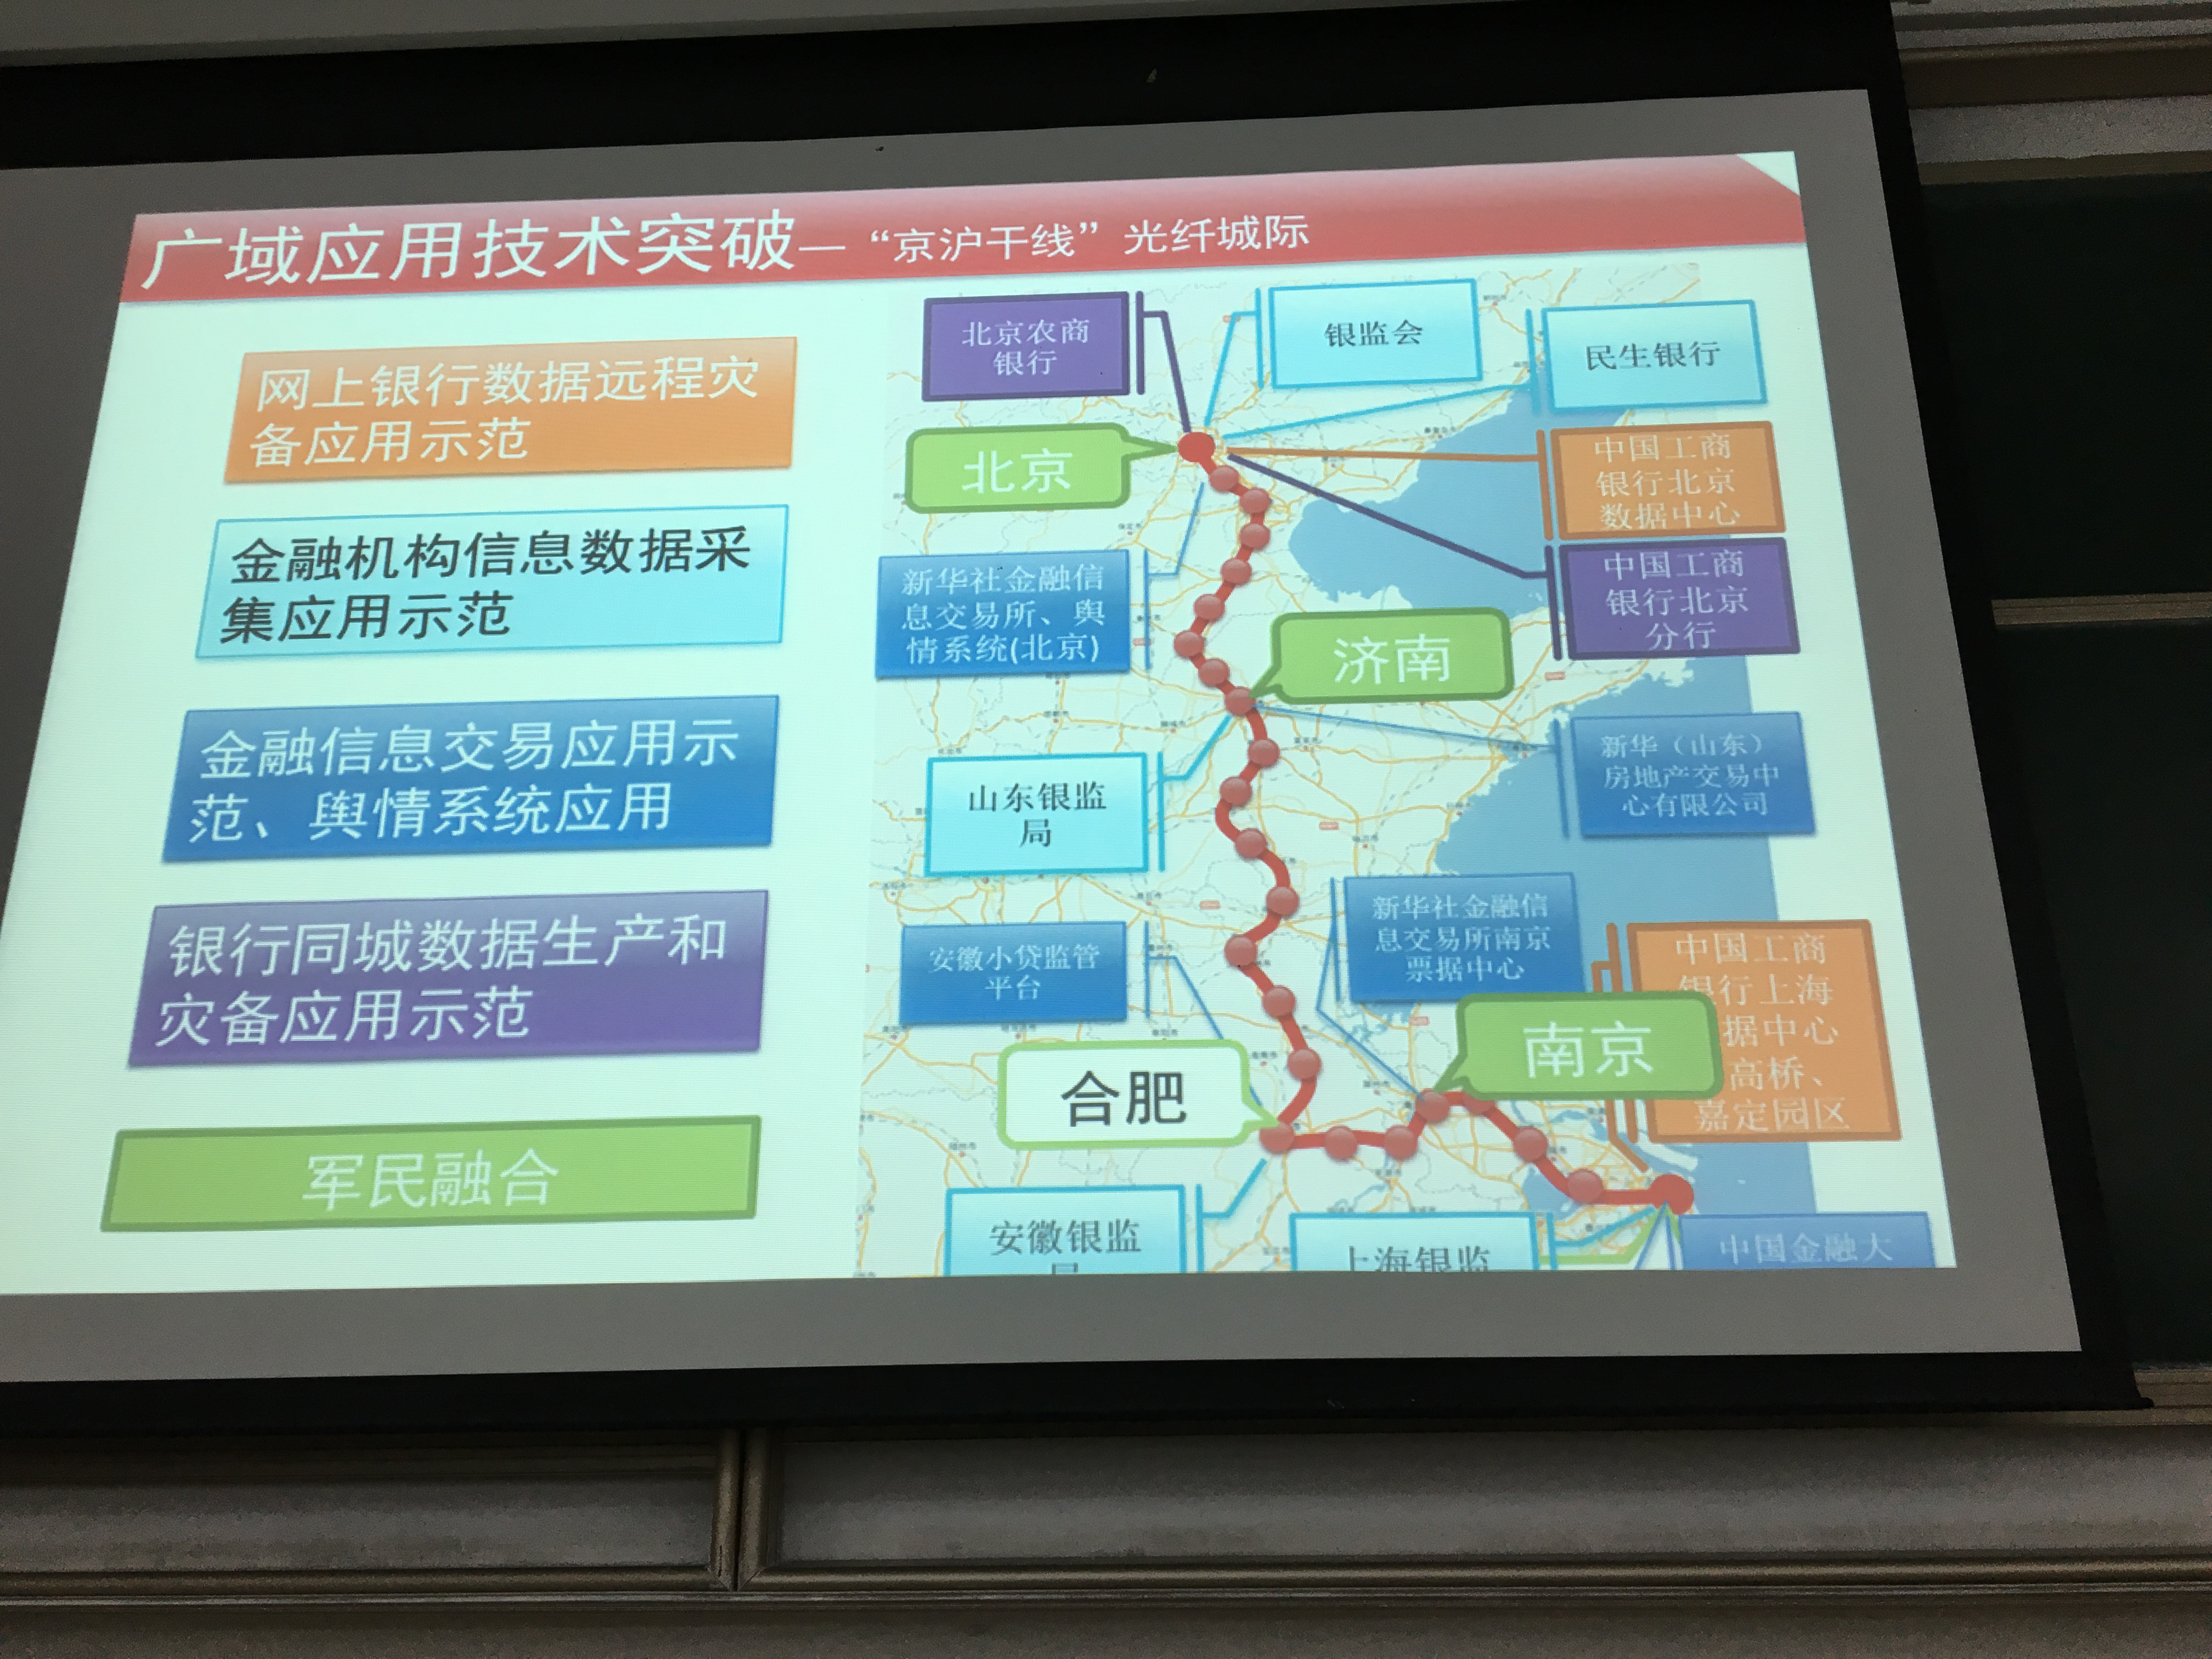 广域应用技术突破—“京沪干线”光纤城际
网上银行数据远程灾
备应用示范
金融机构信息数据采
集应用示范
金融信息交易应用示
范、舆情系统应用
银行同城数据生产和
灾备应用示范
军民融合
北京农商
银行
银监会
民生银行
北京
中国工商
银行北京
数据中心
新华社金融信
息交易所、舆
情系统(北京)
中国工商
银行北京
分行
济南
新华（山东）
房地产交易中
心有限公司
山东银监
局
新华社金融信
息交易所南京
票据中心
安徽小贷监管
平台
中国工商
银行上海
据中心
高桥、
嘉定园区
南京
合肥
安徽银监
上海银监
中国金融大